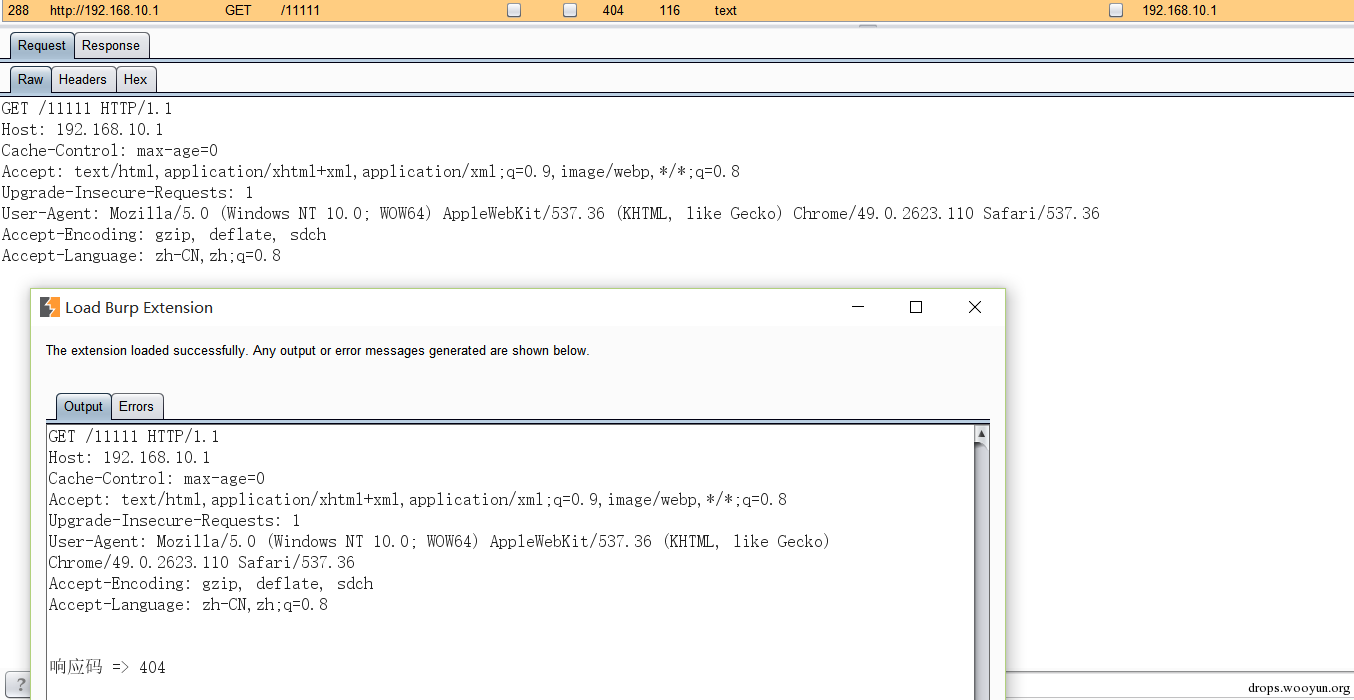 288 http://192.168.10.1 GET /11111 404 116 text 192.168.10.1
Request Response
Raw Headers Hex
GET /11111 HTTP/1.1
Host: 192.168.10.1
Cache-Control: max-age=0
Accept: text/html,application/xhtml+xml,application/xml;q=0.9,image/webp,*/*;q=0.8
Upgrade-Insecure-Requests: 1
User-Agent: Mozilla/5.0 (Windows NT 10.0; WOW64) AppleWebKit/537.36 (KHTML, like Gecko) Chrome/49.0.2623.110 Safari/537.36
Accept-Encoding: gzip, deflate, sdch
Accept-Language: zh-CN,zh;q=0.8
Load Burp Extension
The extension loaded successfully. Any output or error messages generated are shown below.
Output Errors
GET /11111 HTTP/1.1
Host: 192.168.10.1
Cache-Control: max-age=0
Accept: text/html,application/xhtml+xml,application/xml;q=0.9,image/webp,*/*;q=0.8
Upgrade-Insecure-Requests: 1
User-Agent: Mozilla/5.0 (Windows NT 10.0; WOW64) AppleWebKit/537.36 (KHTML, like Gecko)
Chrome/49.0.2623.110 Safari/537.36
Accept-Encoding: gzip, deflate, sdch
Accept-Language: zh-CN,zh;q=0.8
响应码 => 404
?
drops.wooyun.org